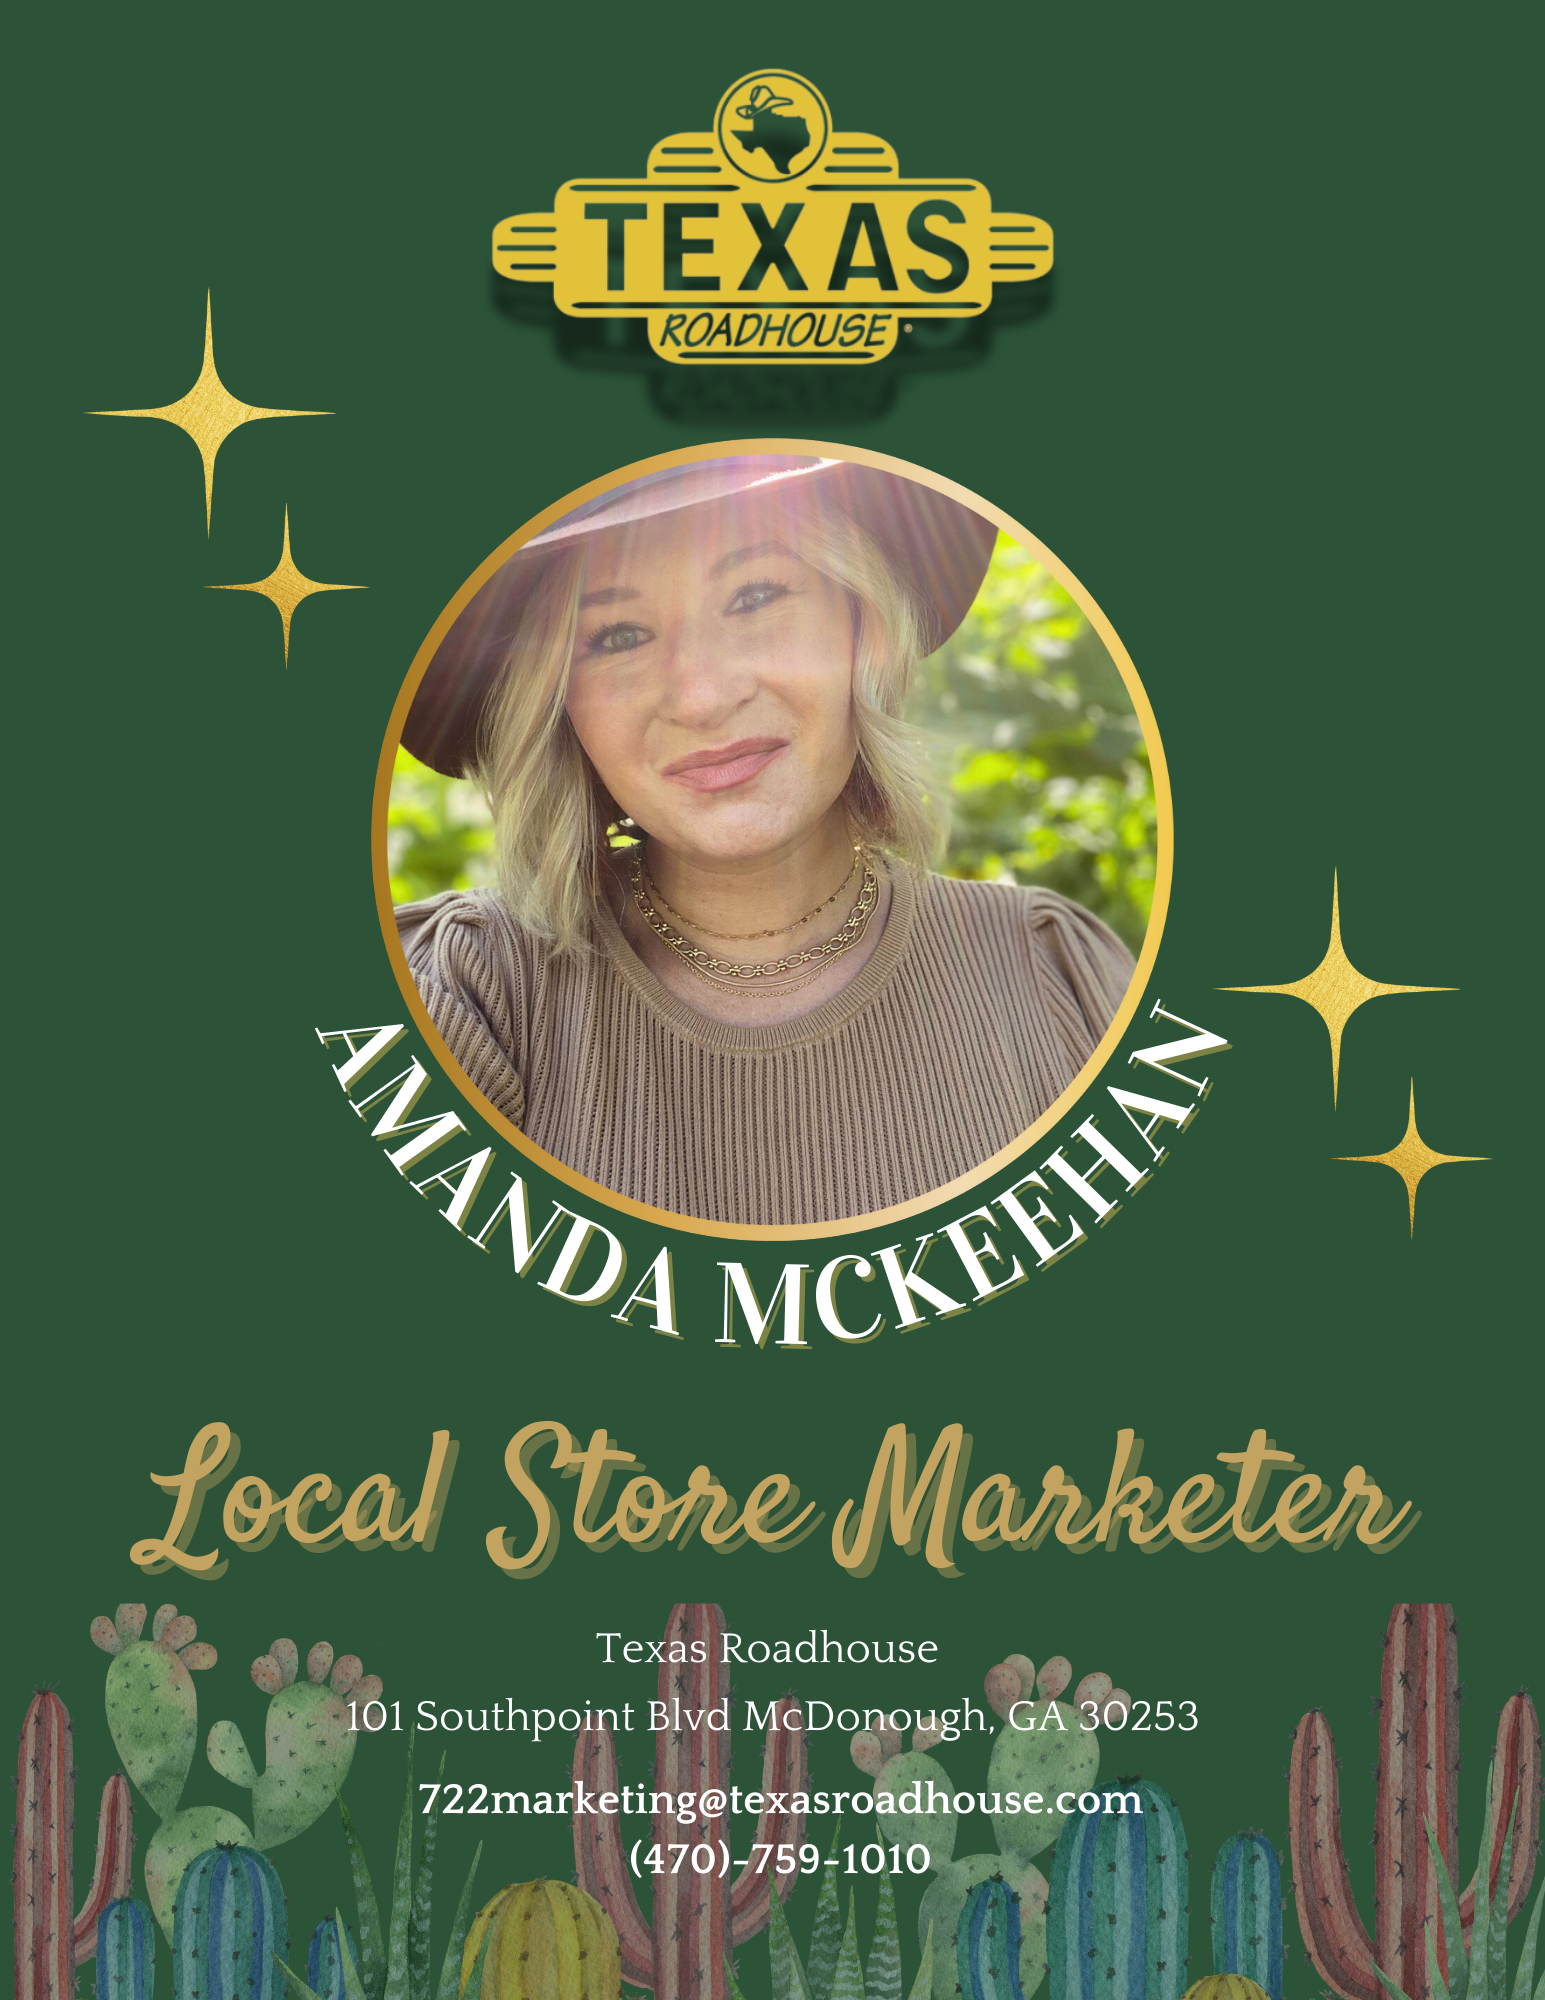 TEXAS
ROADHOUSE®
AMANDA MCKEEHAN
Local Store Marketer
Texas Roadhouse
101 Southpoint Blvd McDonough, GA 30253
722marketing@texasroadhouse.com
(470)-759-1010